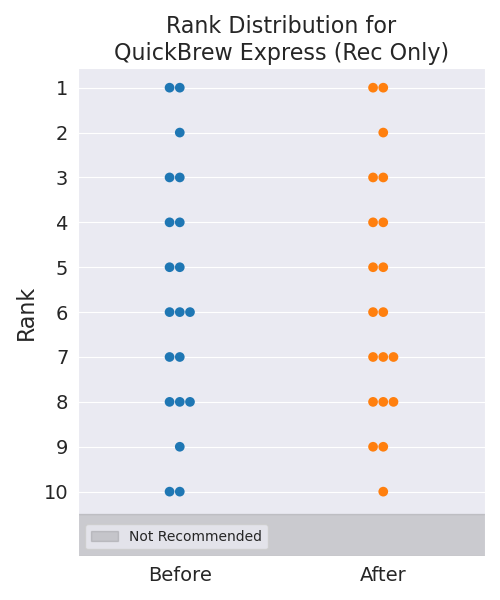 Rank Distribution for
QuickBrew Express (Rec Only)
Rank
1
2
3
4
5
6
7
8
9
10
Not Recommended
Before After